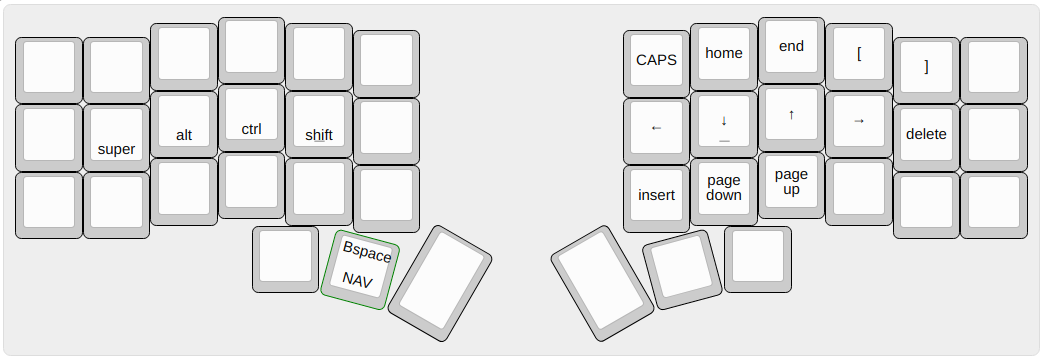 CAPS
home
end
[
]
super
alt
ctrl
shift
←
↓
_
↑
→
delete
insert
page
down
page
up
Bspace
NAV